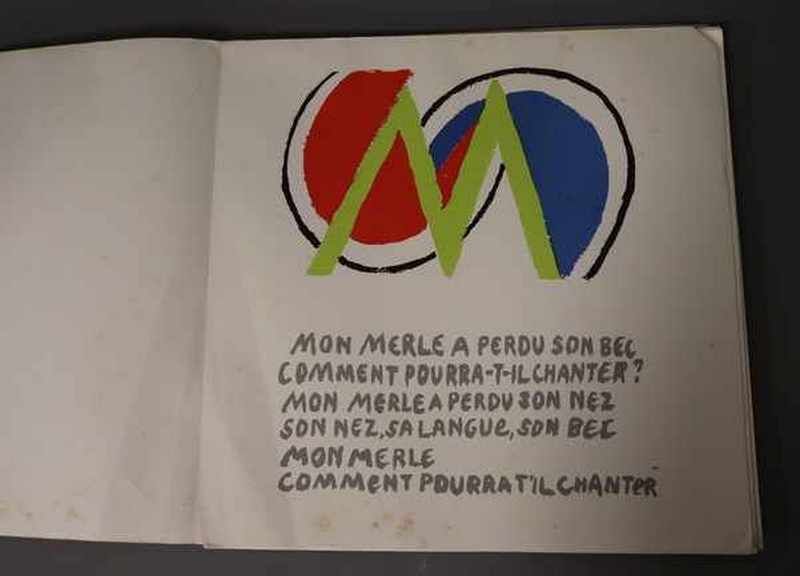 M
MON MERLE A PERDU SON BEC
COMMENT POURRA-T-IL CHANTER?
MON MERLE A PERDU SON NEZ
SON NEZ, SA LANGUE, SON BEC
MON MERLE
COMMENT POURRA T'IL CHANTER